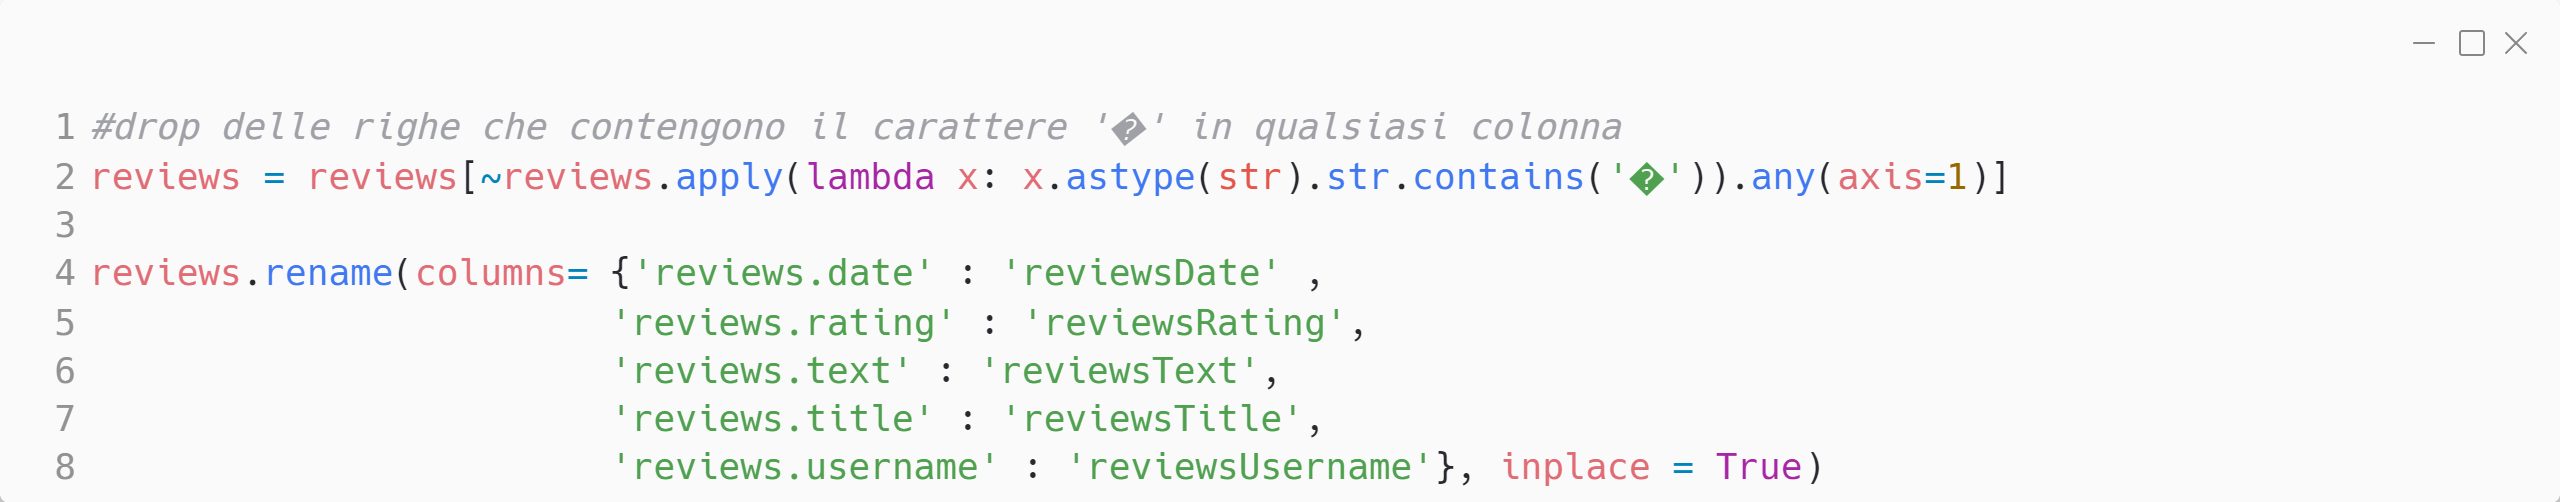 1 #drop delle righe che contengono il carattere '�' in qualsiasi colonna
2 reviews = reviews[~reviews.apply(lambda x: x.astype(str).str.contains('�')).any(axis=1)]
3
4 reviews.rename(columns= {'reviews.date' : 'reviewsDate' ,
5                         'reviews.rating' : 'reviewsRating',
6                         'reviews.text' : 'reviewsText',
7                         'reviews.title' : 'reviewsTitle',
8                         'reviews.username' : 'reviewsUsername'}, inplace = True)